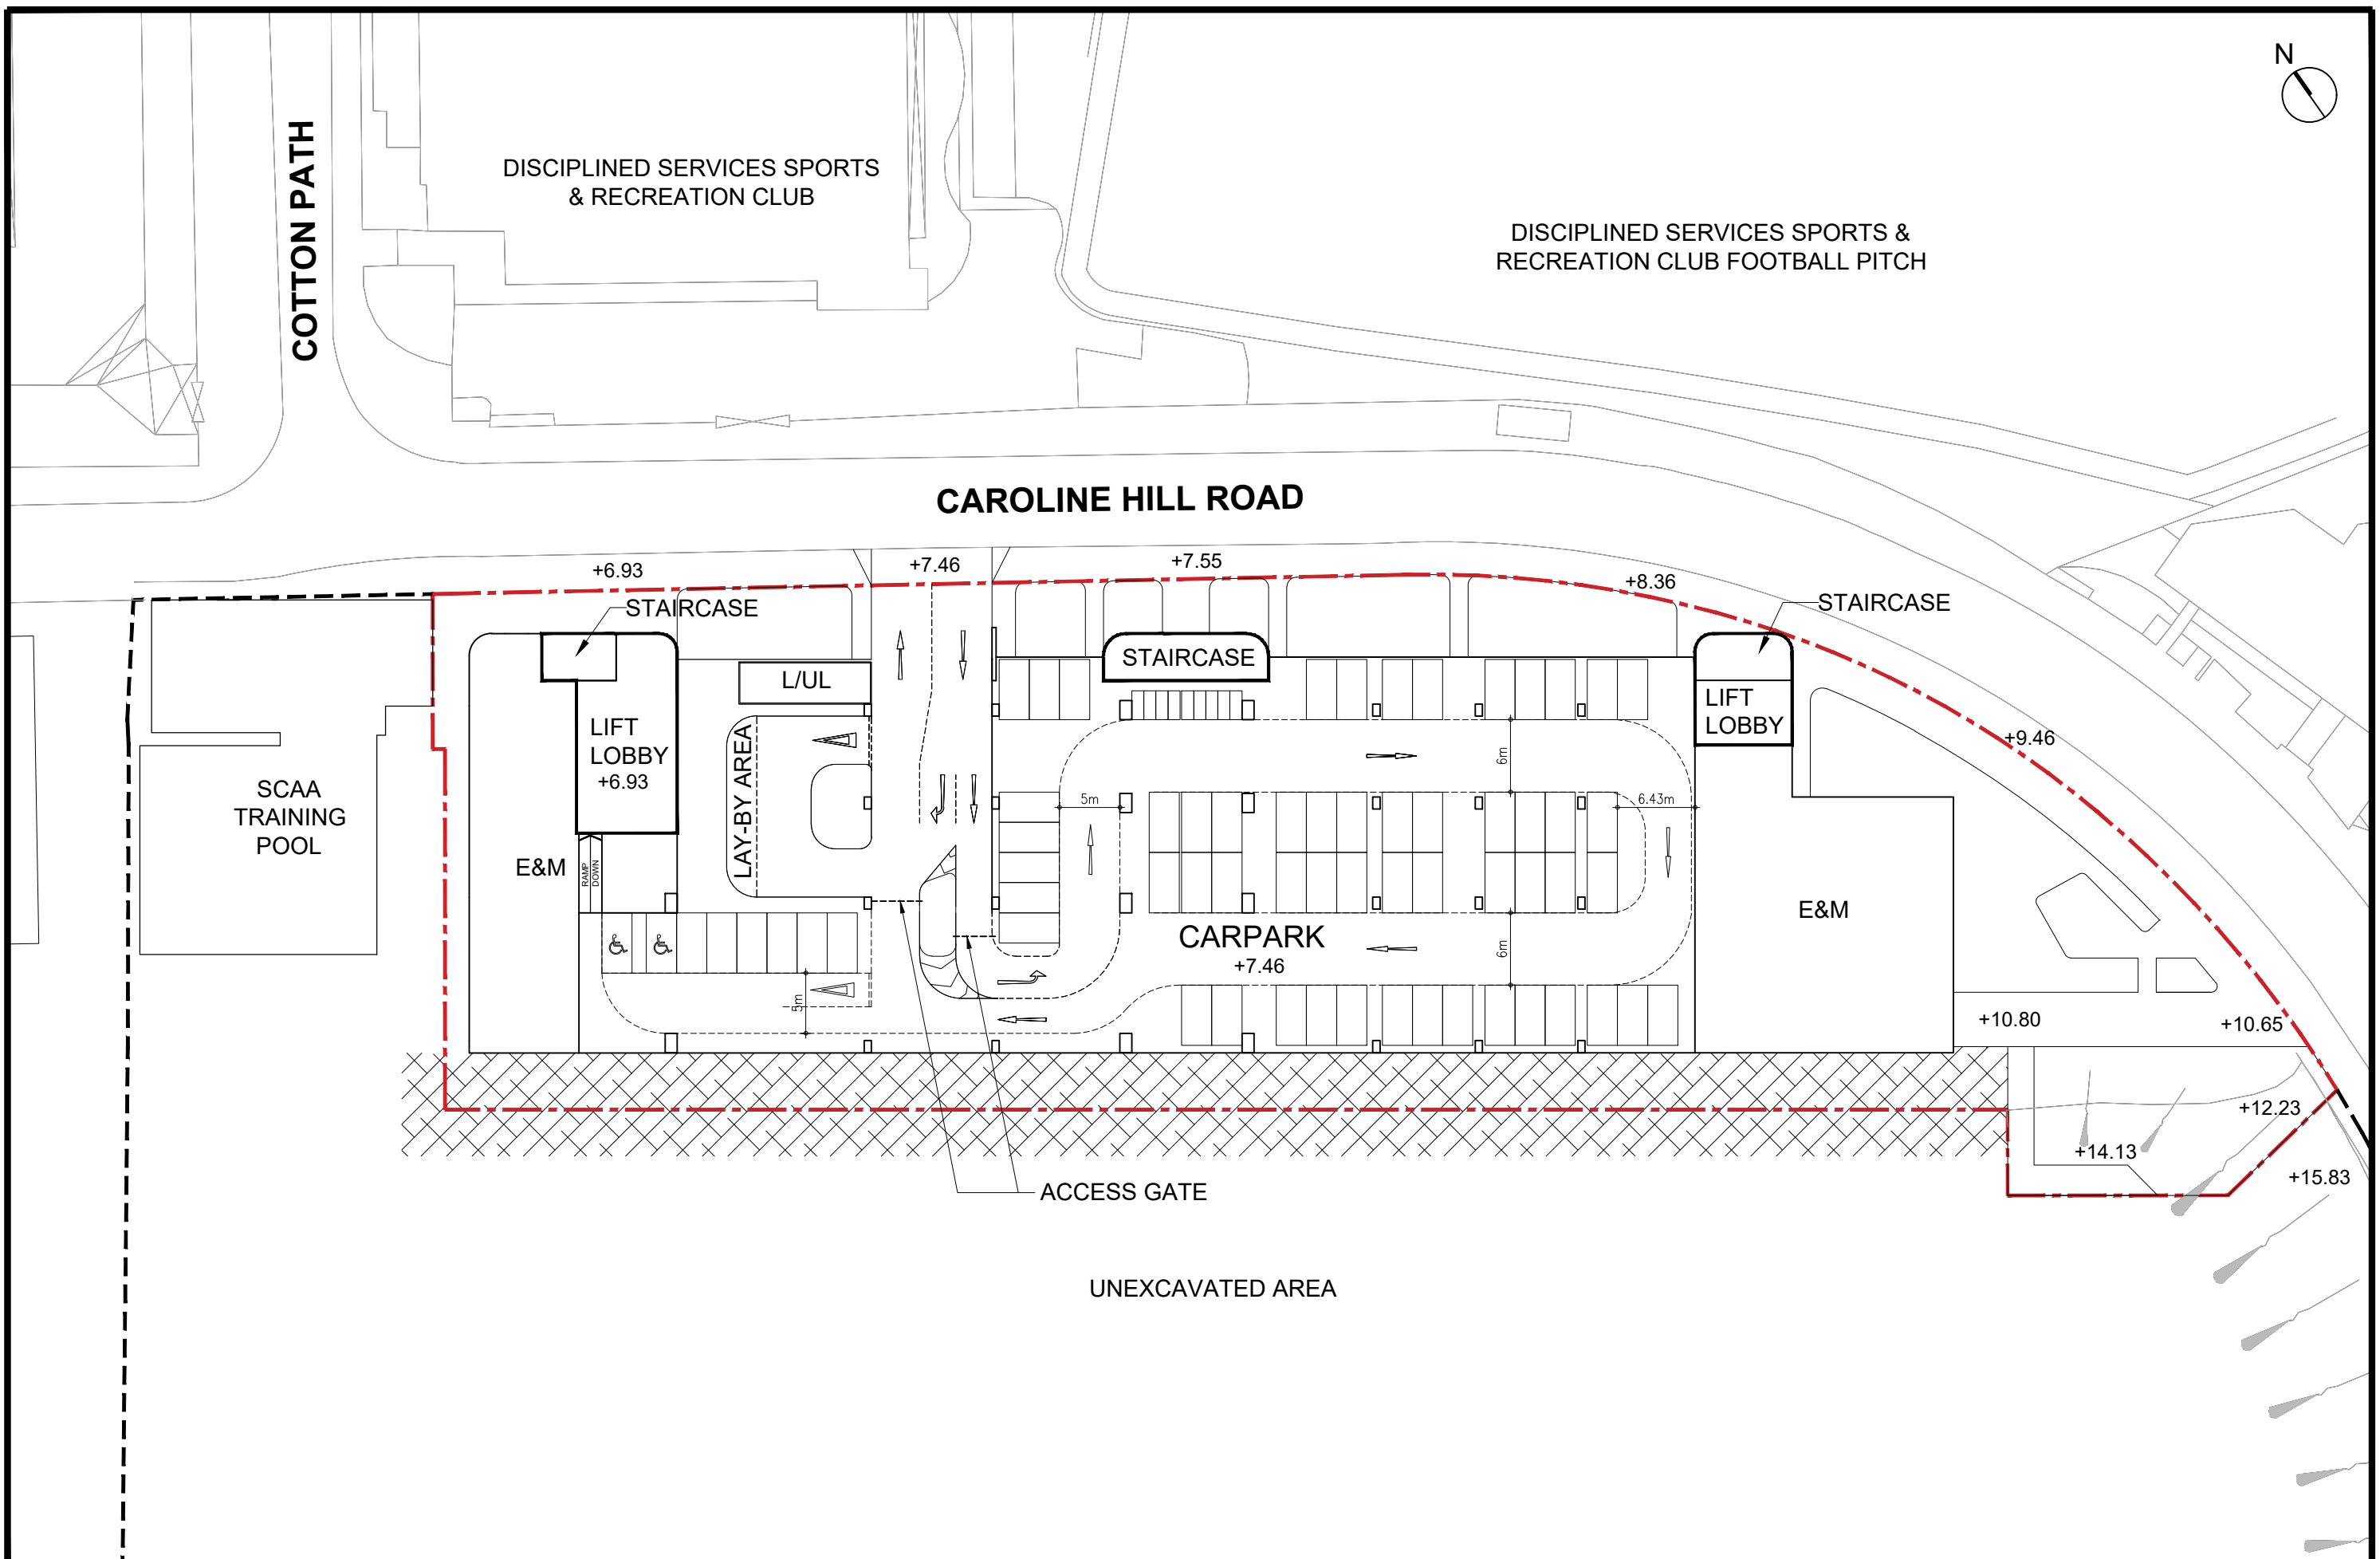 N
COTTON PATH
DISCIPLINED SERVICES SPORTS
& RECREATION CLUB
DISCIPLINED SERVICES SPORTS &
RECREATION CLUB FOOTBALL PITCH
CAROLINE HILL ROAD
+6.93
+7.46
+7.55
+8.36
STAIRCASE
STAIRCASE
STAIRCASE
L/UL
LIFT
LOBBY
+6.93
LAY-BY AREA
LIFT
LOBBY
+9.46
6m
5m
6.43m
SCAA
TRAINING
POOL
E&M
RAMP
DOWN
E&M
CARPARK
+7.46
6m
5m
+10.80
+10.65
+12.23
+14.13
+15.83
ACCESS GATE
UNEXCAVATED AREA